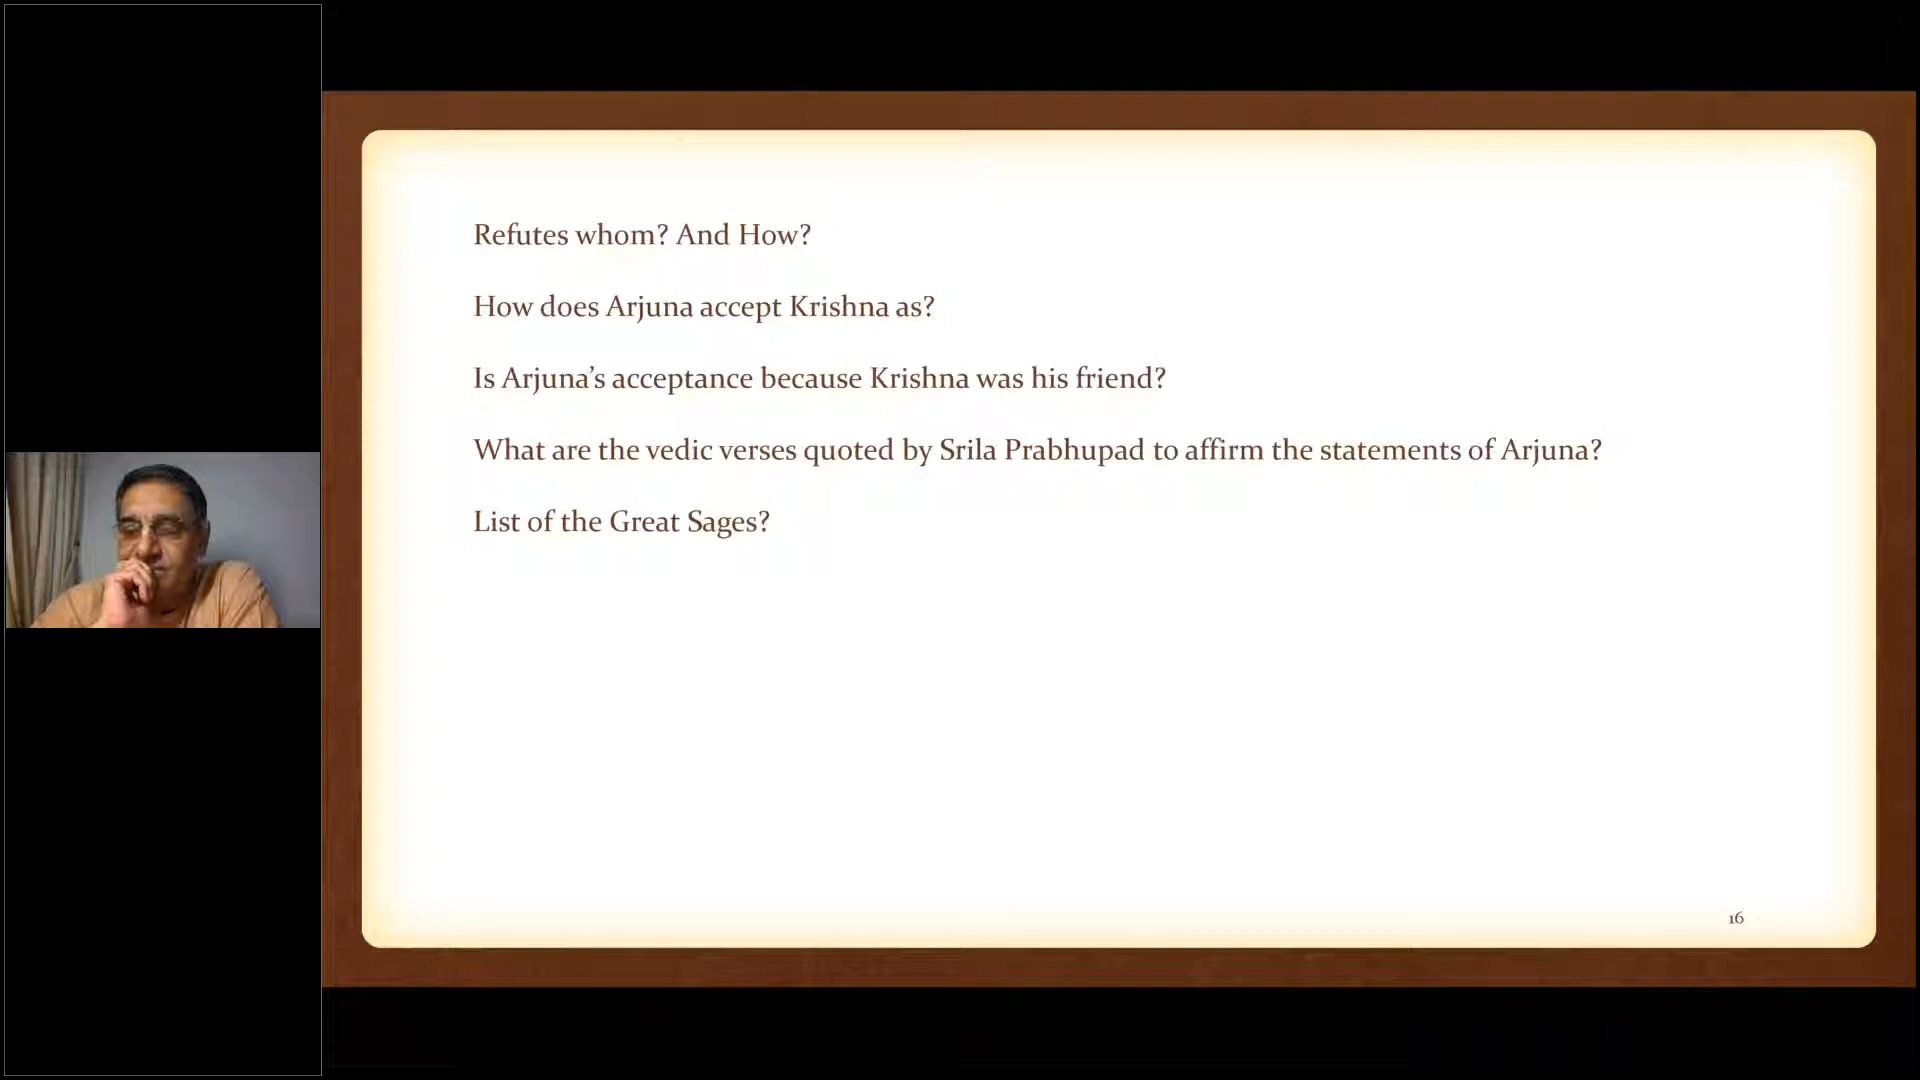 Refutes whom? And How?
How does Arjuna accept Krishna as?
Is Arjuna’s acceptance because Krishna was his friend?
What are the vedic verses quoted by Srila Prabhupad to affirm the statements of Arjuna?
List of the Great Sages?
16